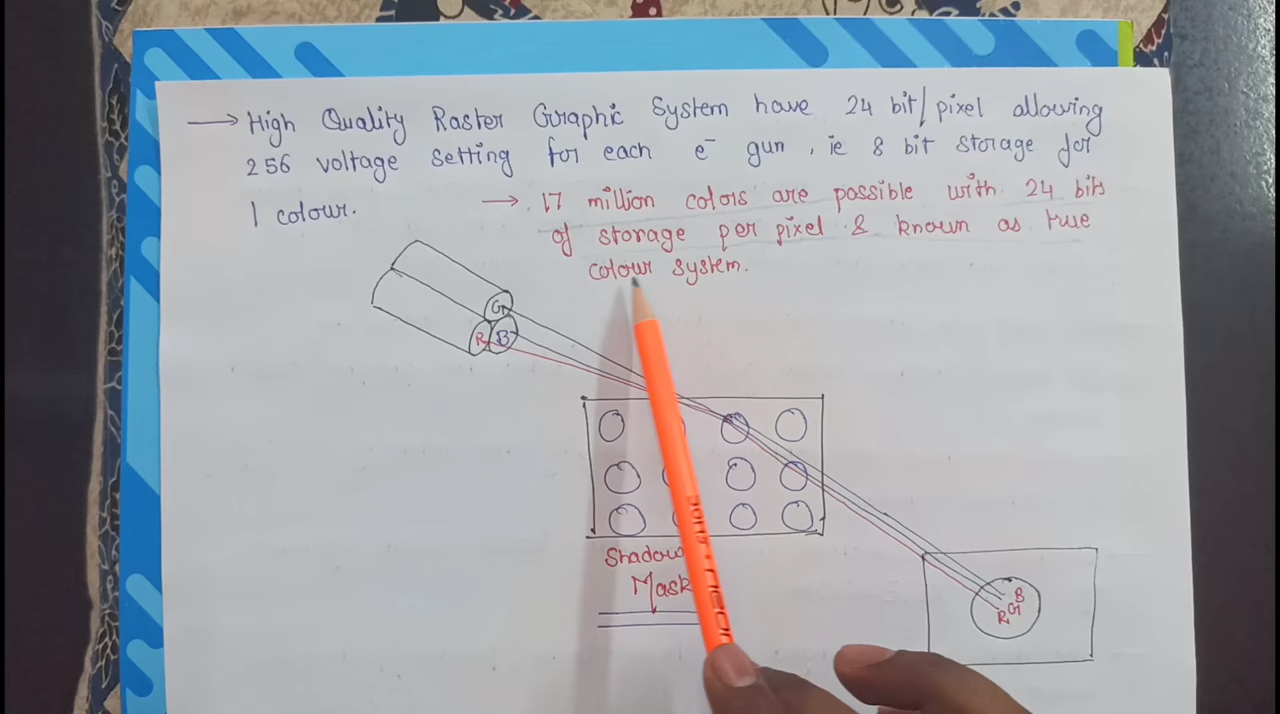 → High Quality Raster Graphic System have 24 bit/pixel allowing
256 voltage setting for each e⁻ gun, ie 8 bit storage for
1 colour.
→ 17 million colors are possible with 24 bits
of storage per pixel & known as true
colour system.
G
R B
Shadow
Mask
B
G
R